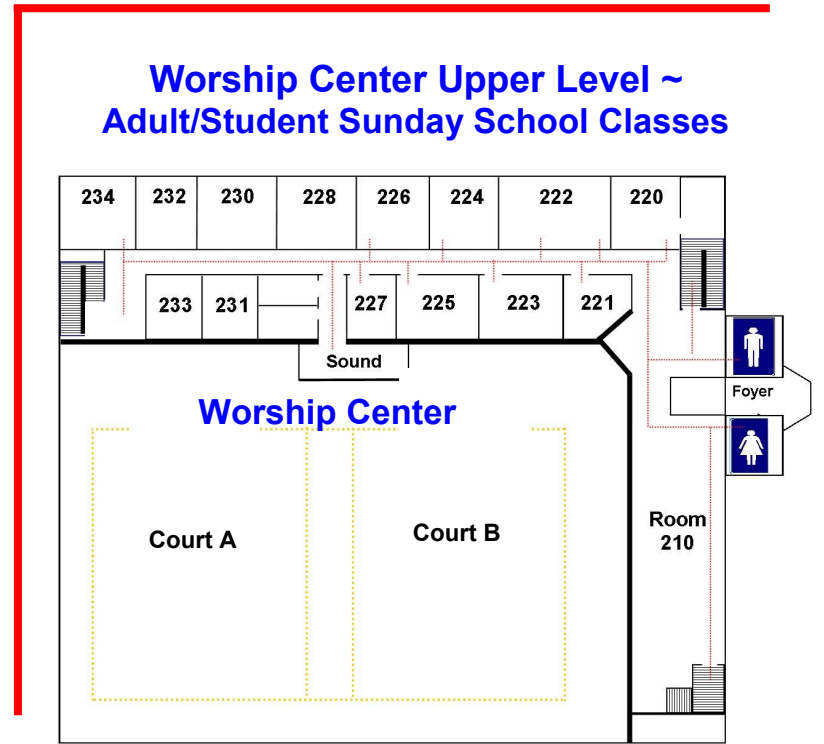 Worship Center Upper Level ~
Adult/Student Sunday School Classes
234 232 230 228 226 224 222 220
233 231 227 225 223 221
Sound
Foyer
Worship Center
Court A
Court B
Room
210